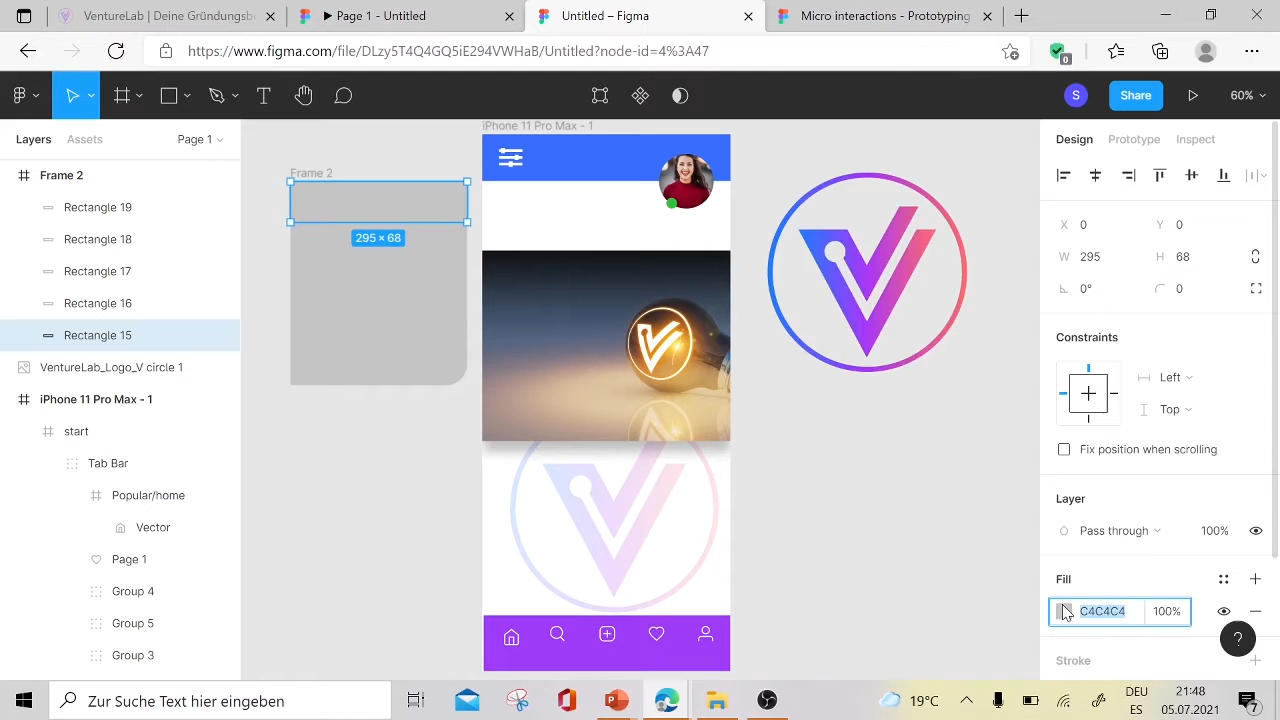 VentureLab | Deine Gründungsb
▶ Page 1 - Untitled
Untitled – Figma
Micro interactions - Prototyping
https://www.figma.com/file/DLzy5T4Q4GQ5iE294VWHaB/Untitled?node-id=4%3A47
0
S
Share
60%
Layers
Assets
Page 1
Frame 2
Rectangle 19
Rectangle 18
Rectangle 17
Rectangle 16
Rectangle 15
VentureLab_Logo_V circle 1
iPhone 11 Pro Max - 1
start
Tab Bar
Popular/home
Vector
Page 1
Group 4
Group 5
Group 3
Frame 2
295 × 68
iPhone 11 Pro Max - 1
Design
Prototype
Inspect
X 0
Y 0
W 295
H 68
0°
0
Constraints
Left
Top
Fix position when scrolling
Layer
Pass through
100%
Fill
C4C4C4
100%
?
Stroke
Zur Suche Text hier eingeben
19°C
DEU
ES
21:48
05.07.2021
7